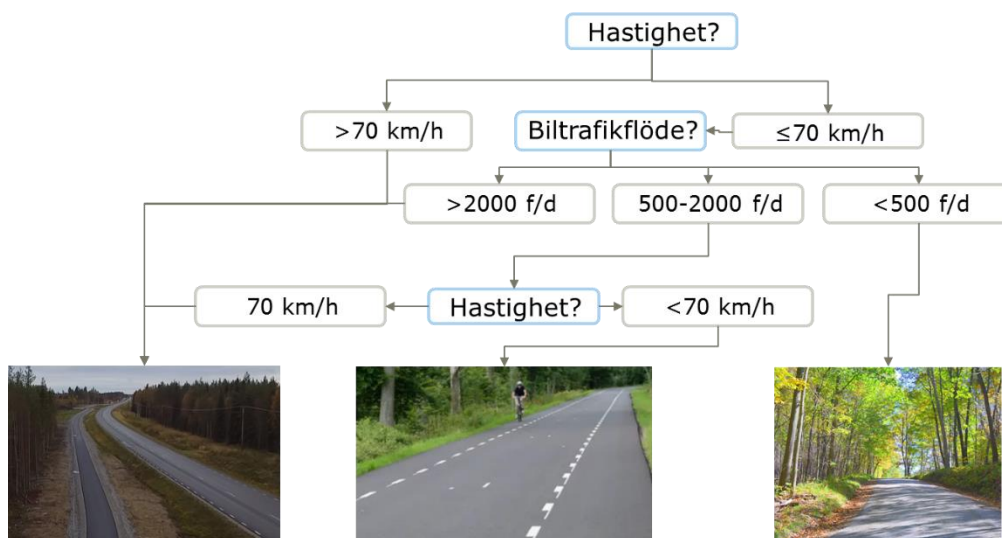 Hastighet?
>70 km/h
Biltrafikflöde?
≤70 km/h
>2000 f/d
500-2000 f/d
<500 f/d
70 km/h
Hastighet?
<70 km/h